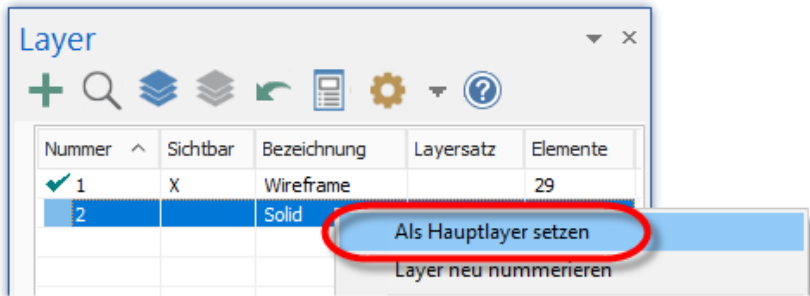 Layer
Nummer Sichtbar Bezeichnung Layersatz Elemente
1 X Wireframe 29
2 Solid
Als Hauptlayer setzen
Layer neu nummerieren